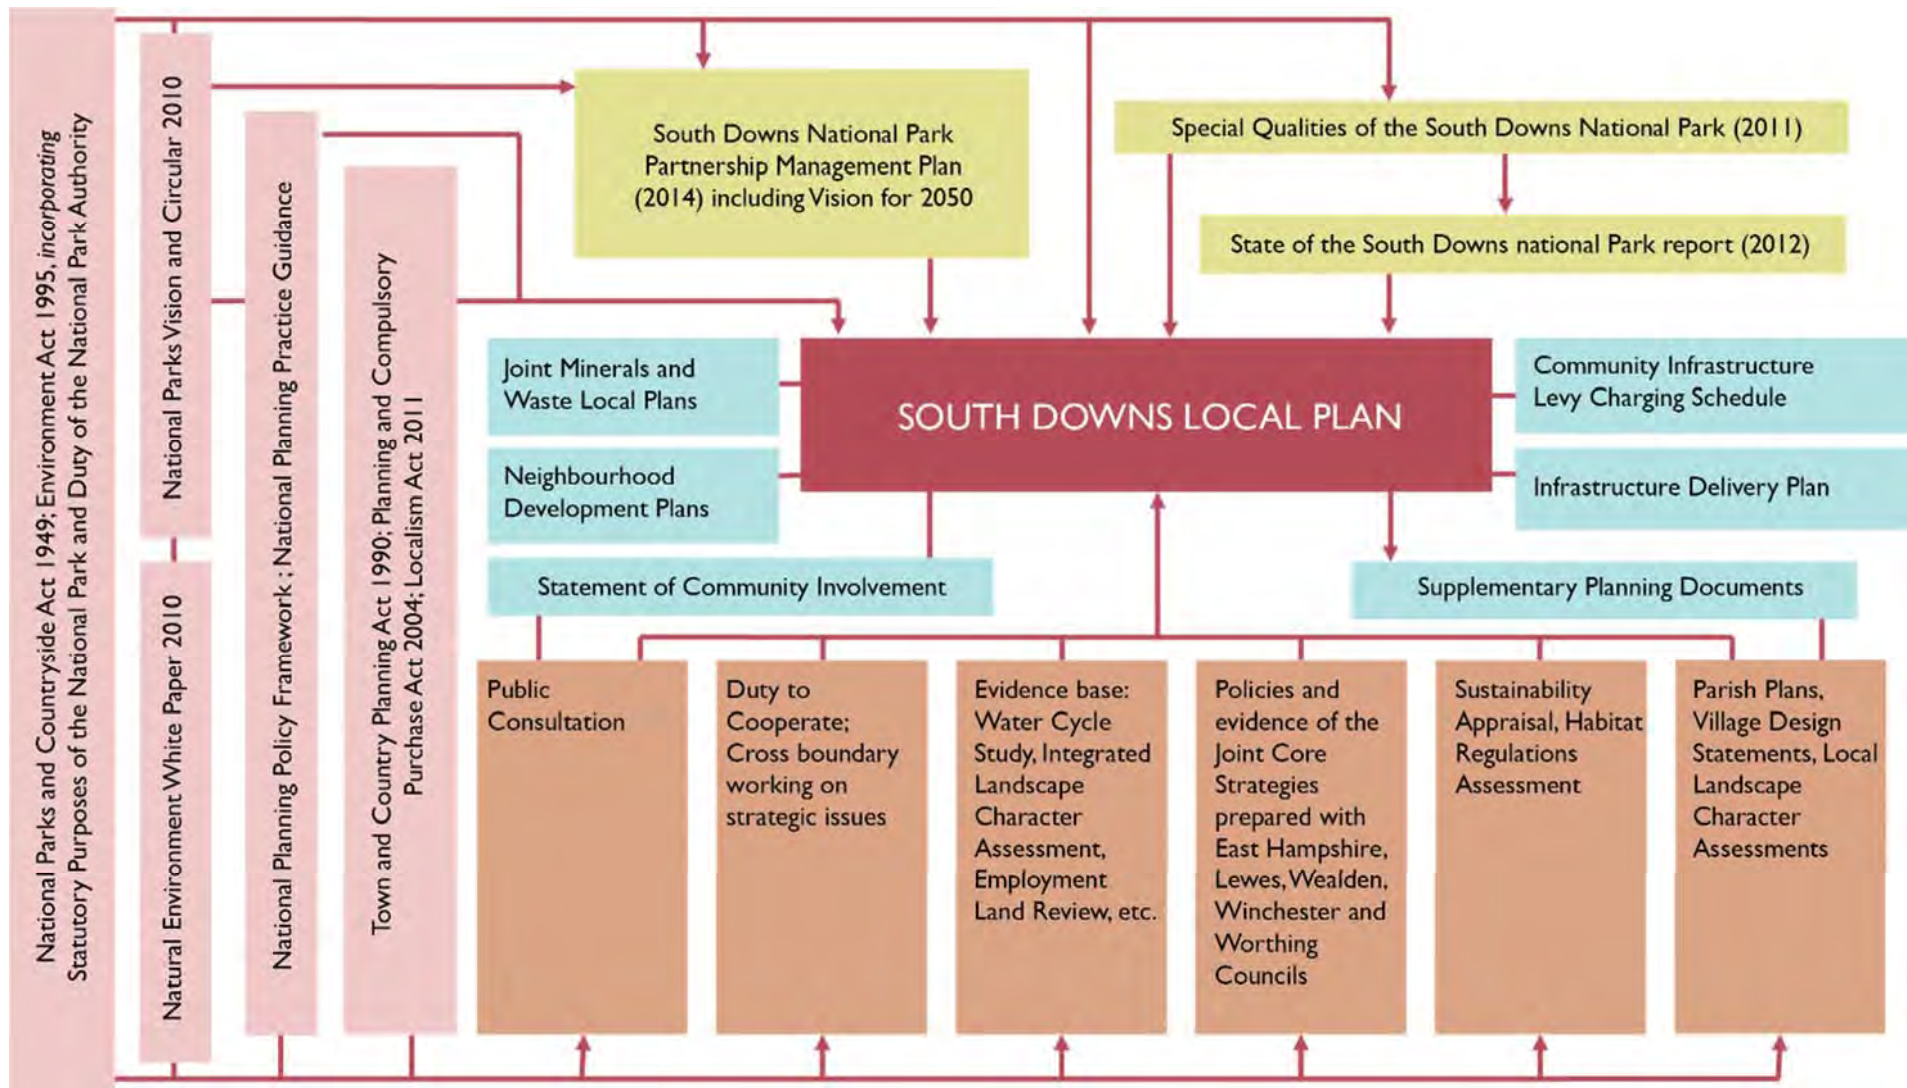 National Parks and Countryside Act 1949; Environment Act 1995, incorporating
Statutory Purposes of the National Park and Duty of the National Park Authority
National Parks Vision and Circular 2010
Natural Environment White Paper 2010
National Planning Policy Framework ; National Planning Practice Guidance
Town and Country Planning Act 1990; Planning and Compulsory
Purchase Act 2004; Localism Act 2011
South Downs National Park
Partnership Management Plan
(2014) including Vision for 2050
Special Qualities of the South Downs National Park (2011)
State of the South Downs national Park report (2012)
Joint Minerals and
Waste Local Plans
Neighbourhood
Development Plans
SOUTH DOWNS LOCAL PLAN
Community Infrastructure
Levy Charging Schedule
Infrastructure Delivery Plan
Statement of Community Involvement
Supplementary Planning Documents
Public
Consultation
Duty to
Cooperate;
Cross boundary
working on
strategic issues
Evidence base:
Water Cycle
Study, Integrated
Landscape
Character
Assessment,
Employment
Land Review, etc.
Policies and
evidence of the
Joint Core
Strategies
prepared with
East Hampshire,
Lewes, Wealden,
Winchester and
Worthing
Councils
Sustainability
Appraisal, Habitat
Regulations
Assessment
Parish Plans,
Village Design
Statements, Local
Landscape
Character
Assessments